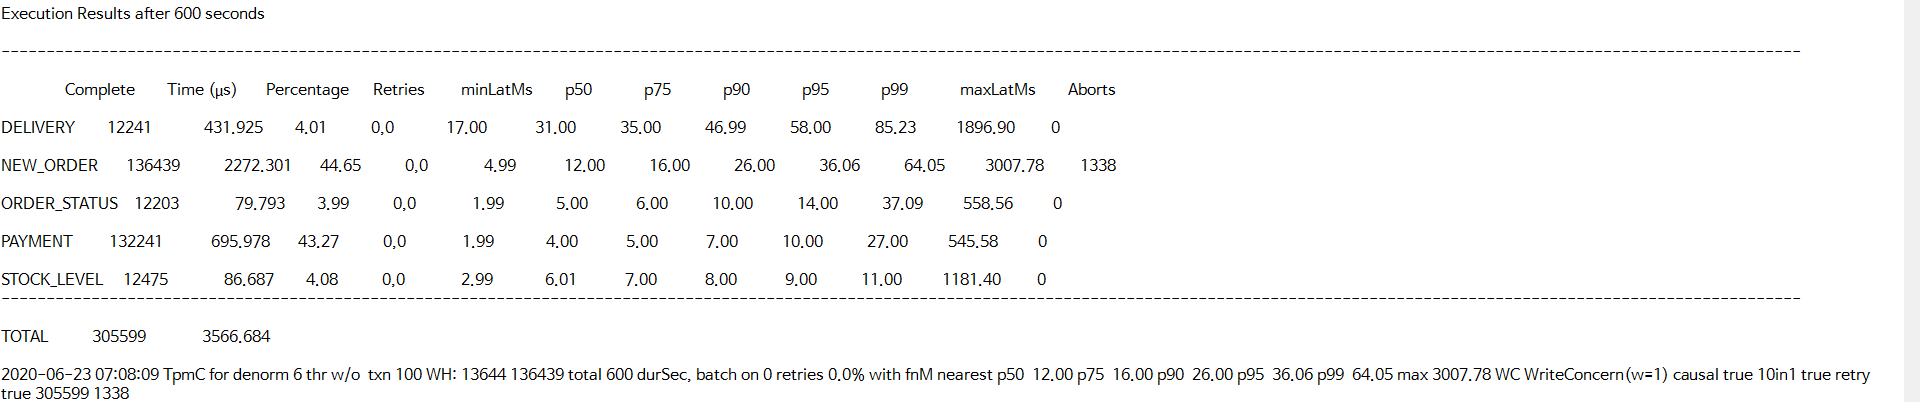 Execution Results after 600 seconds
----------------------------------------------------------------------------------------------------------------------------------------------------------------
Complete Time (µs) Percentage Retries minLatMs p50 p75 p90 p95 p99 maxLatMs Aborts
DELIVERY 12241 431.925 4.01 0,0 17.00 31.00 35.00 46.99 58.00 85.23 1896.90 0
NEW_ORDER 136439 2272.301 44.65 0,0 4.99 12.00 16.00 26.00 36.06 64.05 3007.78 1338
ORDER_STATUS 12203 79.793 3.99 0,0 1.99 5.00 6.00 10.00 14.00 37.09 558.56 0
PAYMENT 132241 695.978 43.27 0,0 1.99 4.00 5.00 7.00 10.00 27.00 545.58 0
STOCK_LEVEL 12475 86.687 4.08 0,0 2.99 6.01 7.00 8.00 9.00 11.00 1181.40 0
----------------------------------------------------------------------------------------------------------------------------------------------------------------
TOTAL 305599 3566.684
2020-06-23 07:08:09 TpmC for denorm 6 thr w/o txn 100 WH: 13644 136439 total 600 durSec, batch on 0 retries 0.0% with fnM nearest p50 12.00 p75 16.00 p90 26.00 p95 36.06 p99 64.05 max 3007.78 WC WriteConcern(w=1) causal true 10in1 true retry
true 305599 1338